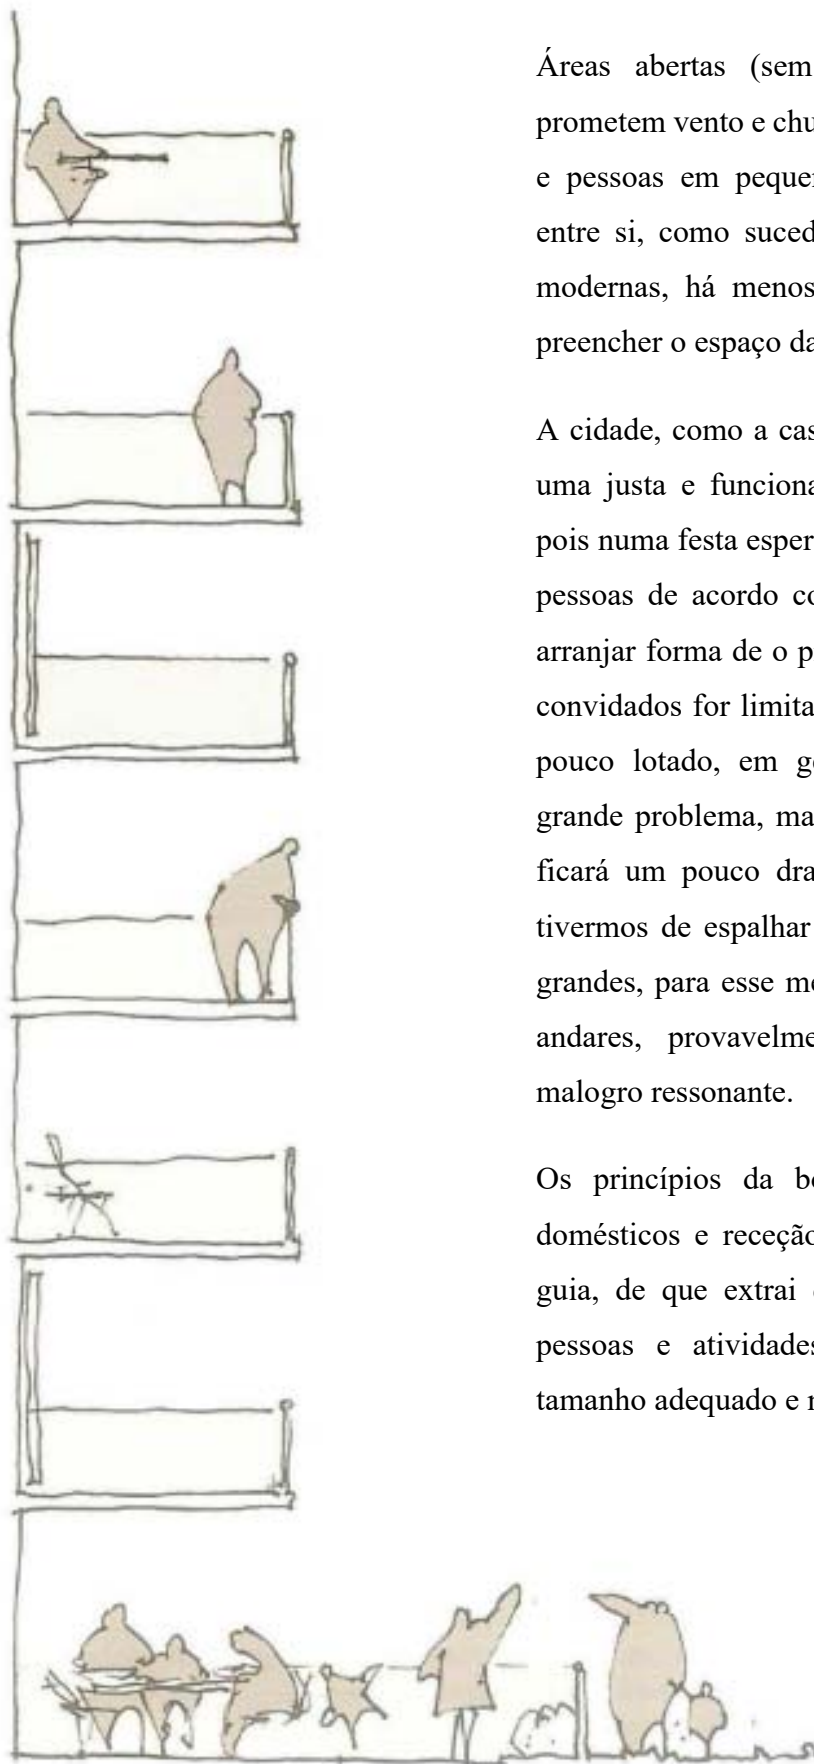 Áreas abertas (sem
prometem vento e chu
e pessoas em peque
entre si, como suced
modernas, há menos
preencher o espaço da
A cidade, como a cas
uma justa e funciona
pois numa festa esper
pessoas de acordo co
arranjar forma de o p
convidados for limita
pouco lotado, em g
grande problema, ma
ficará um pouco dra
tivermos de espalhar
grandes, para esse m
andares, provavelme
malogro ressonante.
Os princípios da b
domésticos e receção
guia, de que extrai
pessoas e atividades
tamanho adequado e